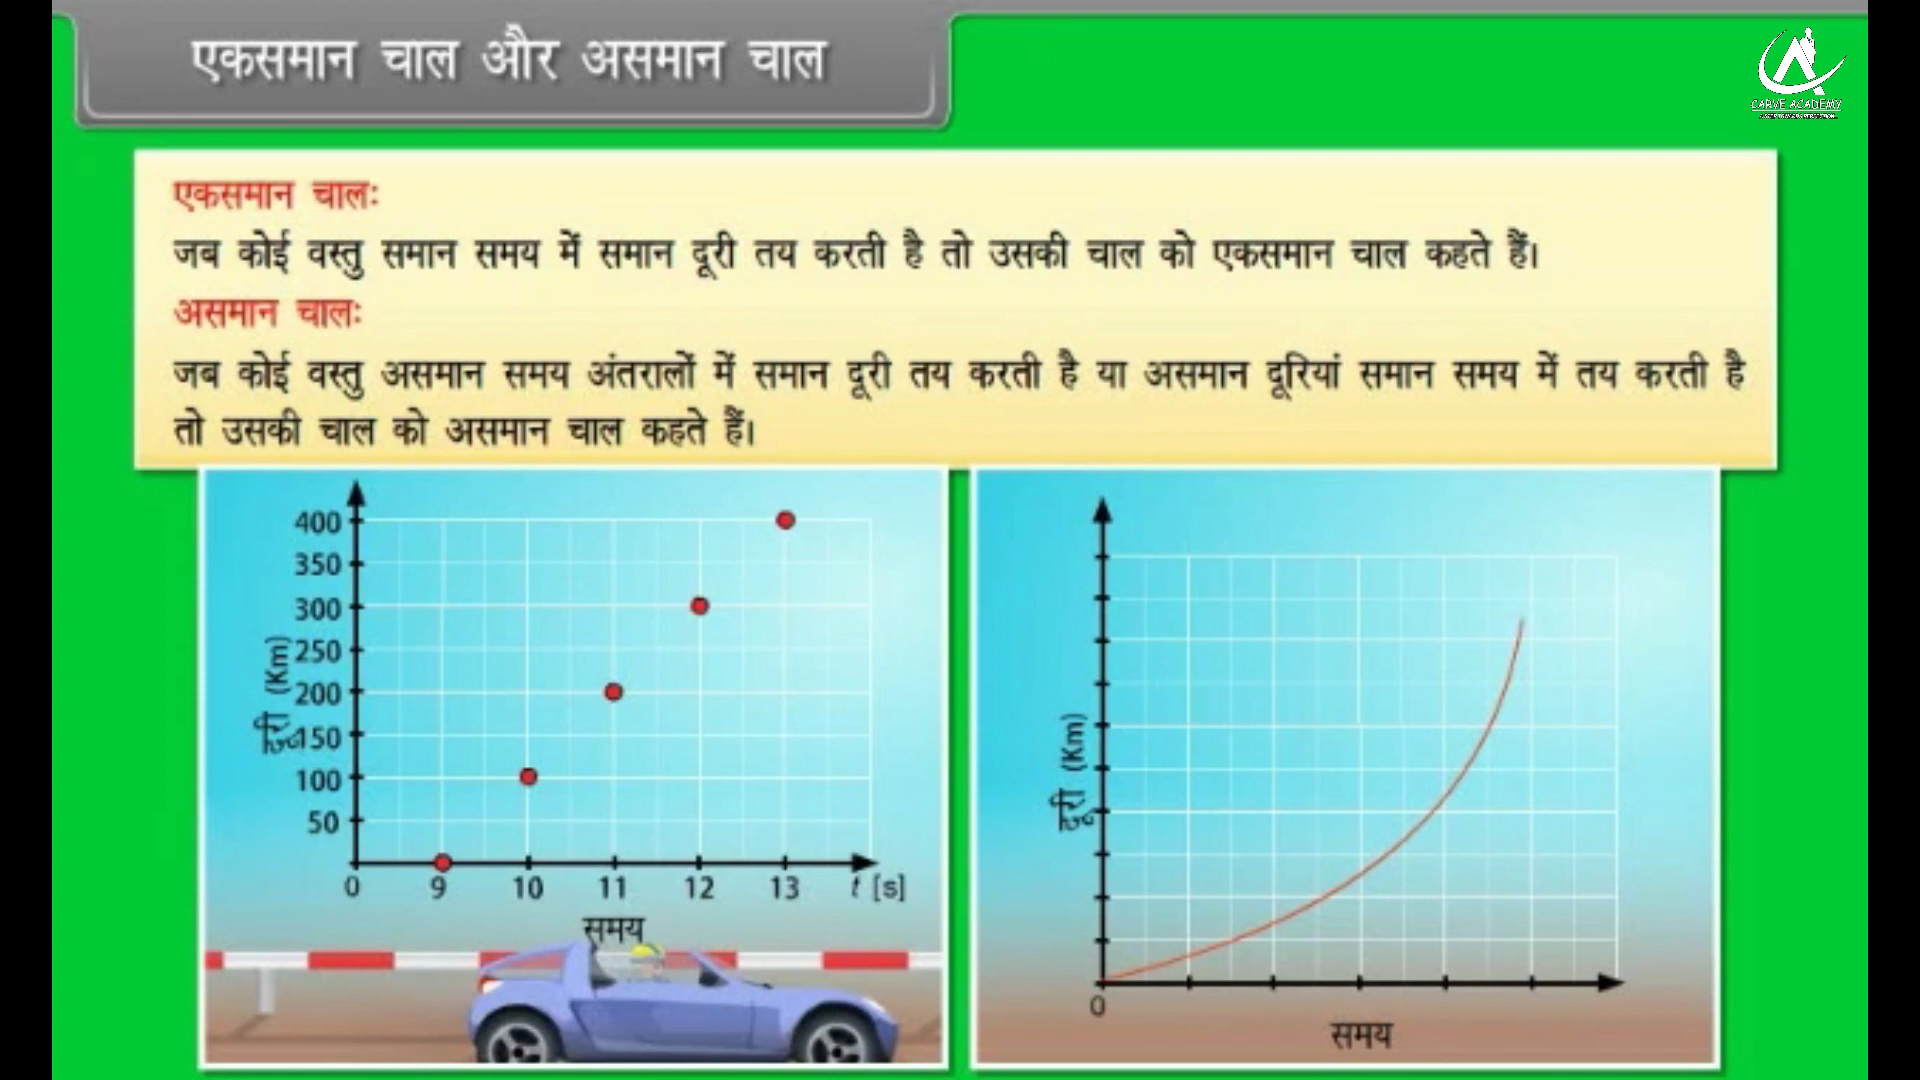 एकसमान चाल और असमान चाल
CARVE ACADEMY
एकसमान चालः
जब कोई वस्तु समान समय में समान दूरी तय करती है तो उसकी चाल को एकसमान चाल कहते हैं।
असमान चालः
जब कोई वस्तु असमान समय अंतरालों में समान दूरी तय करती है या असमान दूरियां समान समय में तय करती है
तो उसकी चाल को असमान चाल कहते हैं।
400
350
300
250
200
150
100
50
दूरी (Km)
0 9 10 11 12 13 t [s]
समय
दूरी (Km)
0
समय